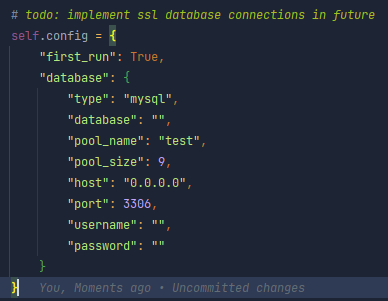 # todo: implement ssl database connections in future
self.config = {
"first_run": True,
"database": {
"type": "mysql",
"database": "",
"pool_name": "test",
"pool_size": 9,
"host": "0.0.0.0",
"port": 3306,
"username": "",
"password": ""
}
} You, Moments ago • Uncommitted changes